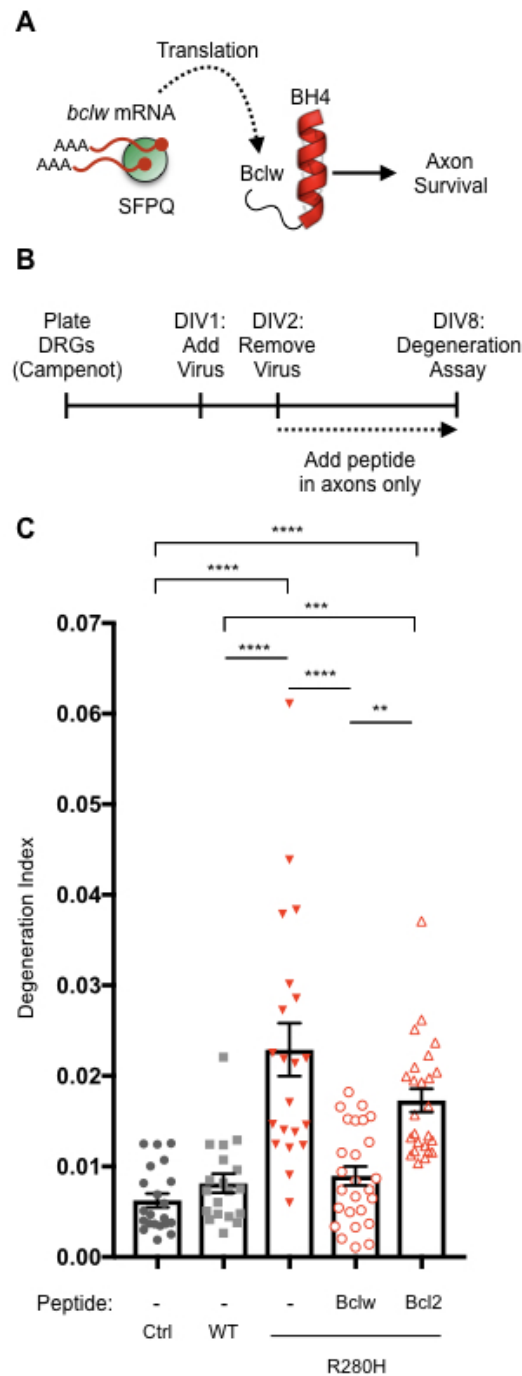 A
Translation
bclw mRNA
BH4
AAA
AAA
Bclw
Axon
Survival
SFPQ
B
Plate
DRGs
(Campenot)
DIV1:
Add
Virus
DIV2:
Remove
Virus
DIV8:
Degeneration
Assay
Add peptide
in axons only
C
****
****
***
****
****
**
0.07
0.06
0.05
0.04
0.03
0.02
0.01
0.00
Degeneration Index
Peptide: - - - Bclw Bcl2
Ctrl WT
R280H